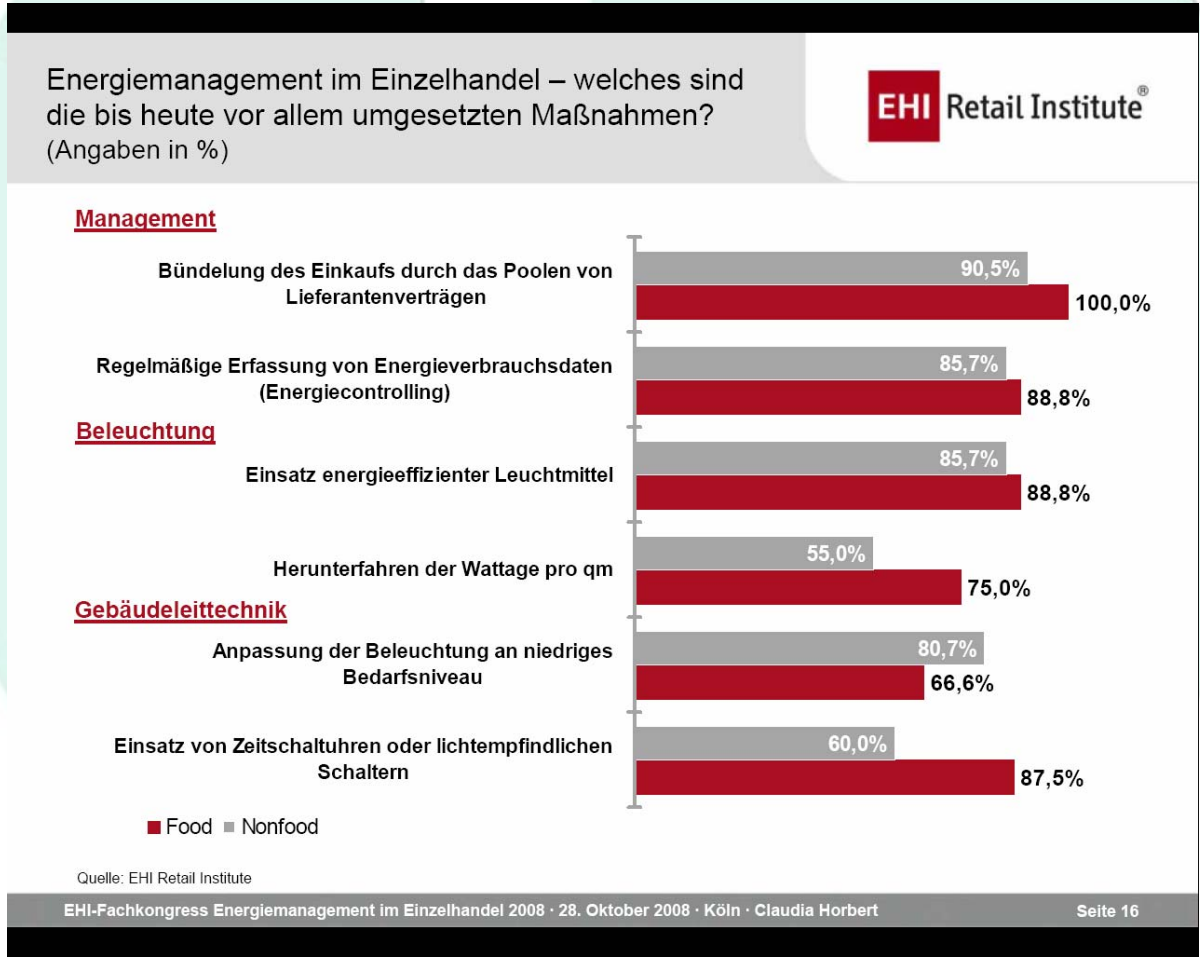 Energiemanagement im Einzelhandel – welches sind
die bis heute vor allem umgesetzten Maßnahmen?
(Angaben in %)
EHI Retail Institute®
Management
Bündelung des Einkaufs durch das Poolen von
Lieferantenverträgen
90,5%
100,0%
Regelmäßige Erfassung von Energieverbrauchsdaten
(Energiecontrolling)
85,7%
88,8%
Beleuchtung
Einsatz energieeffizienter Leuchtmittel
85,7%
88,8%
Herunterfahren der Wattage pro qm
55,0%
75,0%
Gebäudeleittechnik
Anpassung der Beleuchtung an niedriges
Bedarfsniveau
80,7%
66,6%
Einsatz von Zeitschaltuhren oder lichtempfindlichen
Schaltern
60,0%
87,5%
Food Nonfood
Quelle: EHI Retail Institute
EHI-Fachkongress Energiemanagement im Einzelhandel 2008 · 28. Oktober 2008 · Köln · Claudia Horbert Seite 16